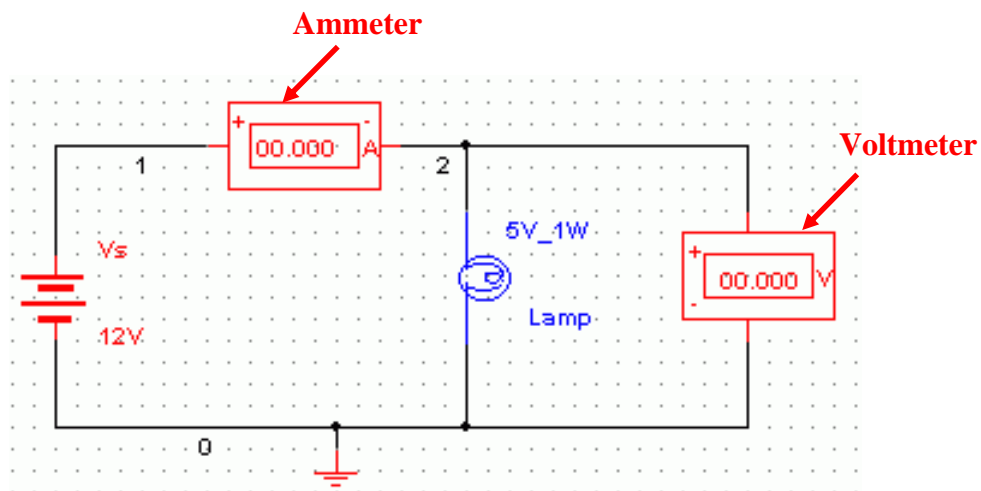 Ammeter
+ -
00.000 A
1
2
Voltmeter
5V_1W
Vs
+
00.000 V
-
Lamp
12V
0